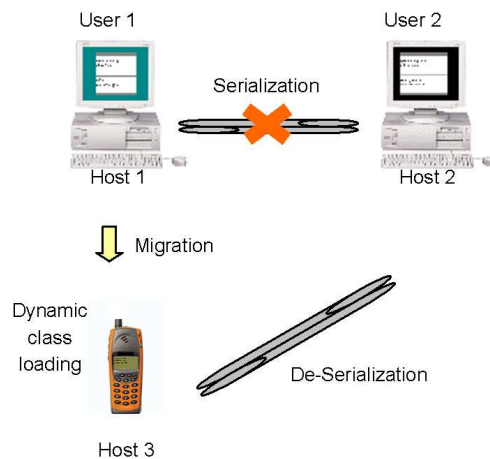 User 1
User 2
Serialization
Host 1
Host 2
Migration
Dynamic
class
loading
De-Serialization
Host 3